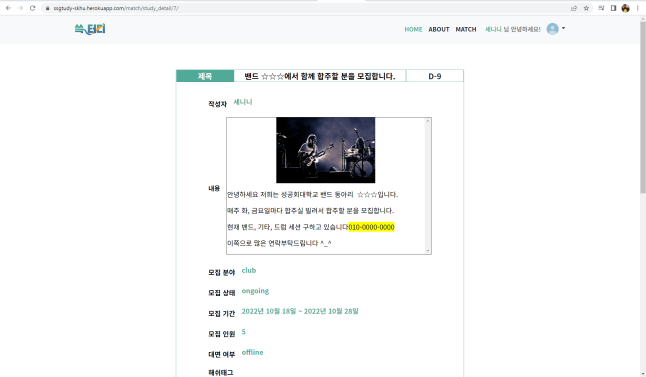 ssgtudy-skhu.herokuapp.com/match/study_detail/7/
쓱,터디
HOME ABOUT MATCH 세니니 님 안녕하세요!
제목 밴드 ☆☆☆에서 함께 합주할 분을 모집합니다. D-9
작성자 세니니
내용
안녕하세요 저희는 성공회대학교 밴드 동아리 ☆☆☆입니다.
매주 화, 금요일마다 합주실 빌려서 합주할 분을 모집합니다.
현재 밴드, 기타, 드럼 세션 구하고 있습니다010-0000-0000
이쪽으로 많은 연락부탁드립니다 ^_^
모집 분야 club
모집 상태 ongoing
모집 기간 2022년 10월 18일 ~ 2022년 10월 28일
모집 인원 5
대면 여부 offline
해쉬태그